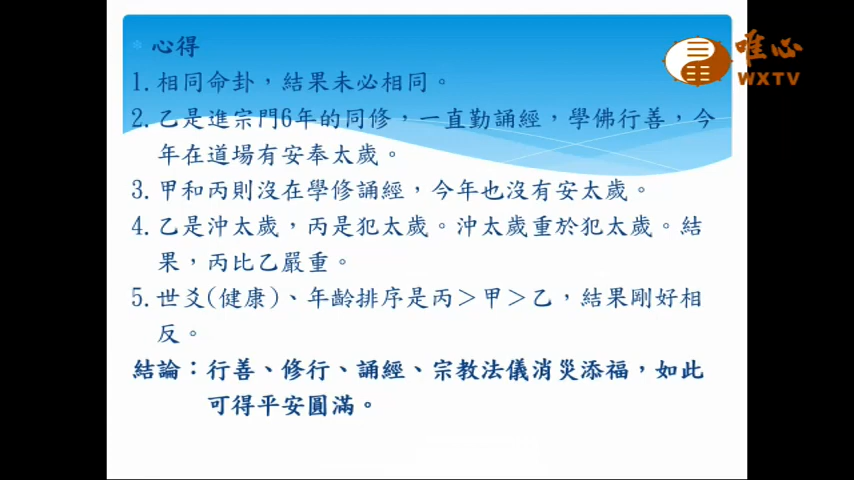 * 心得
唯心
WXTV
1.相同命卦，結果未必相同。
2.乙是進宗門6年的同修，一直勤誦經，學佛行善，今
年在道場有安奉太歲。
3.甲和丙則沒在學修誦經，今年也沒有安太歲。
4.乙是沖太歲，丙是犯太歲。沖太歲重於犯太歲。結
果，丙比乙嚴重。
5.世爻(健康)、年齡排序是丙＞甲＞乙，結果剛好相
反。
結論：行善、修行、誦經、宗教法儀消災添福，如此
可得平安圓滿。